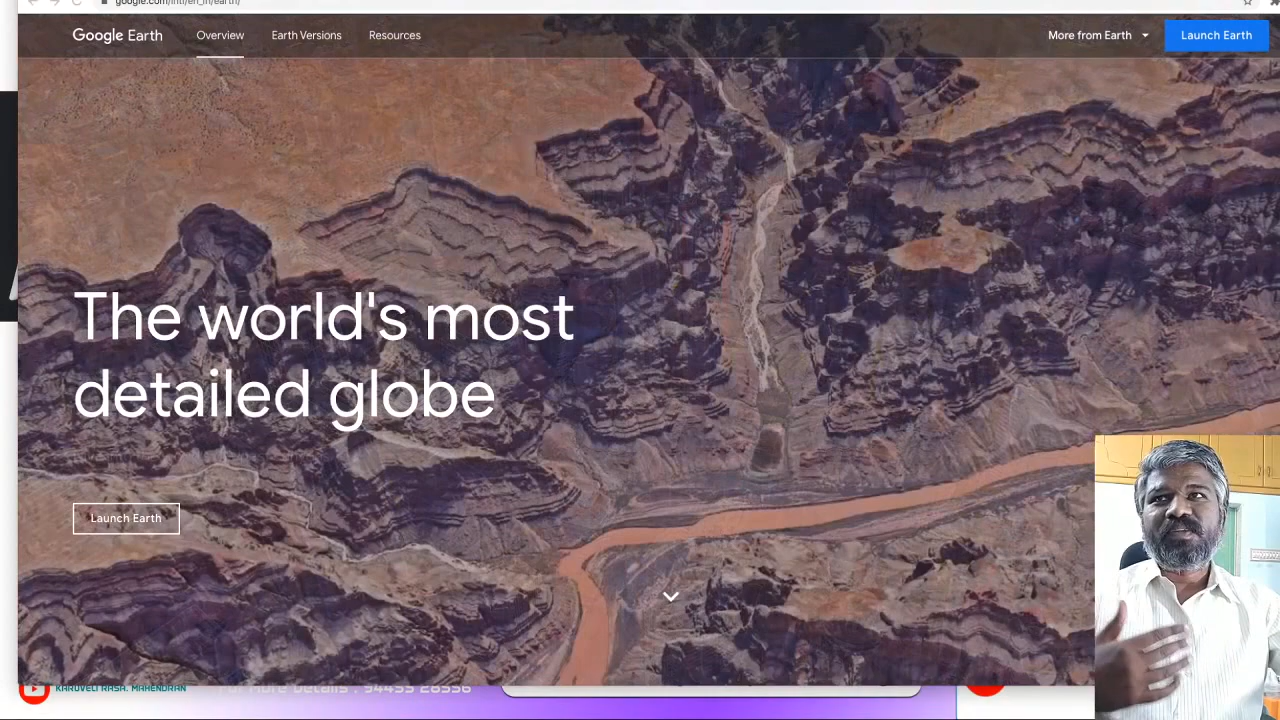 google.com/intl/en_in/earth/
Google Earth Overview Earth Versions Resources More from Earth Launch Earth
The world's most
detailed globe
Launch Earth
KARUVELI RASA. MAHENDRAN For More Details : 94455 28556